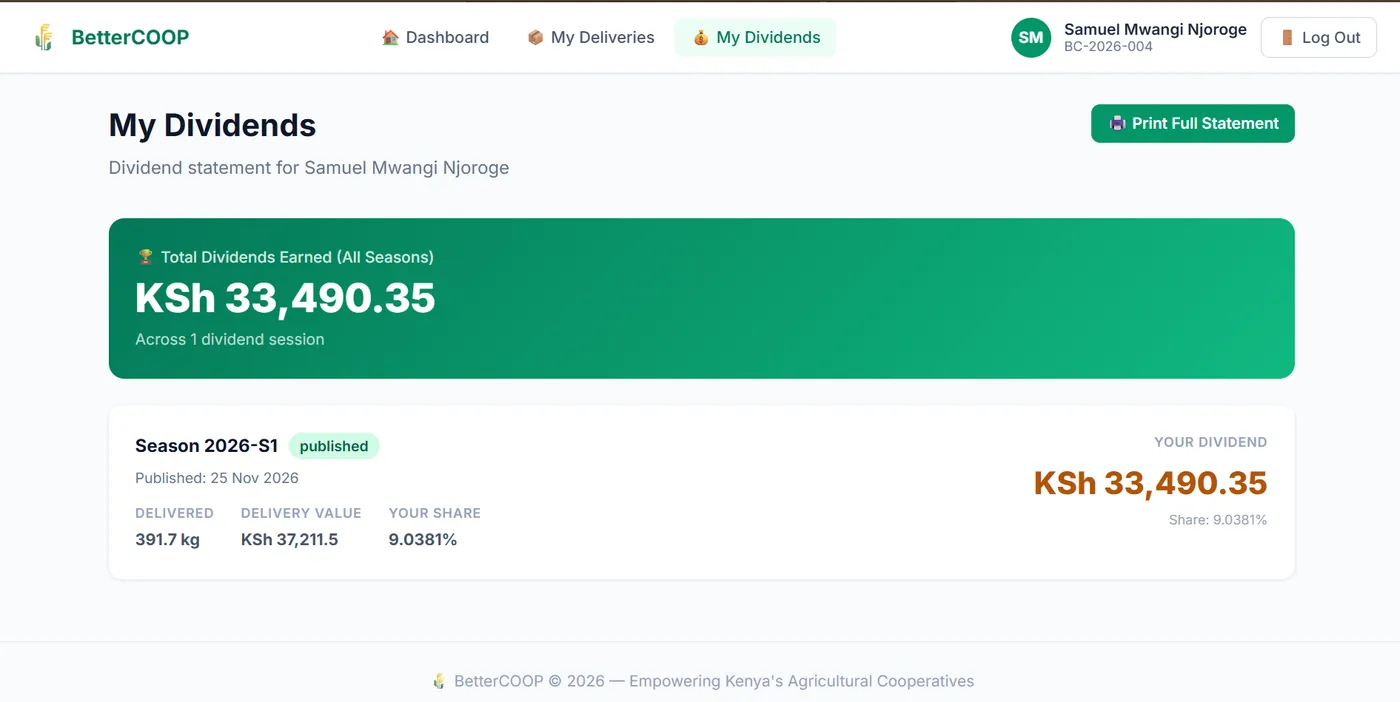 BetterCOOP
Dashboard
My Deliveries
My Dividends
SM
Samuel Mwangi Njoroge
BC-2026-004
Log Out
My Dividends
Print Full Statement
Dividend statement for Samuel Mwangi Njoroge
Total Dividends Earned (All Seasons)
KSh 33,490.35
Across 1 dividend session
Season 2026-S1
published
Published: 25 Nov 2026
DELIVERED
391.7 kg
DELIVERY VALUE
KSh 37,211.5
YOUR SHARE
9.0381%
YOUR DIVIDEND
KSh 33,490.35
Share: 9.0381%
BetterCOOP © 2026 — Empowering Kenya's Agricultural Cooperatives